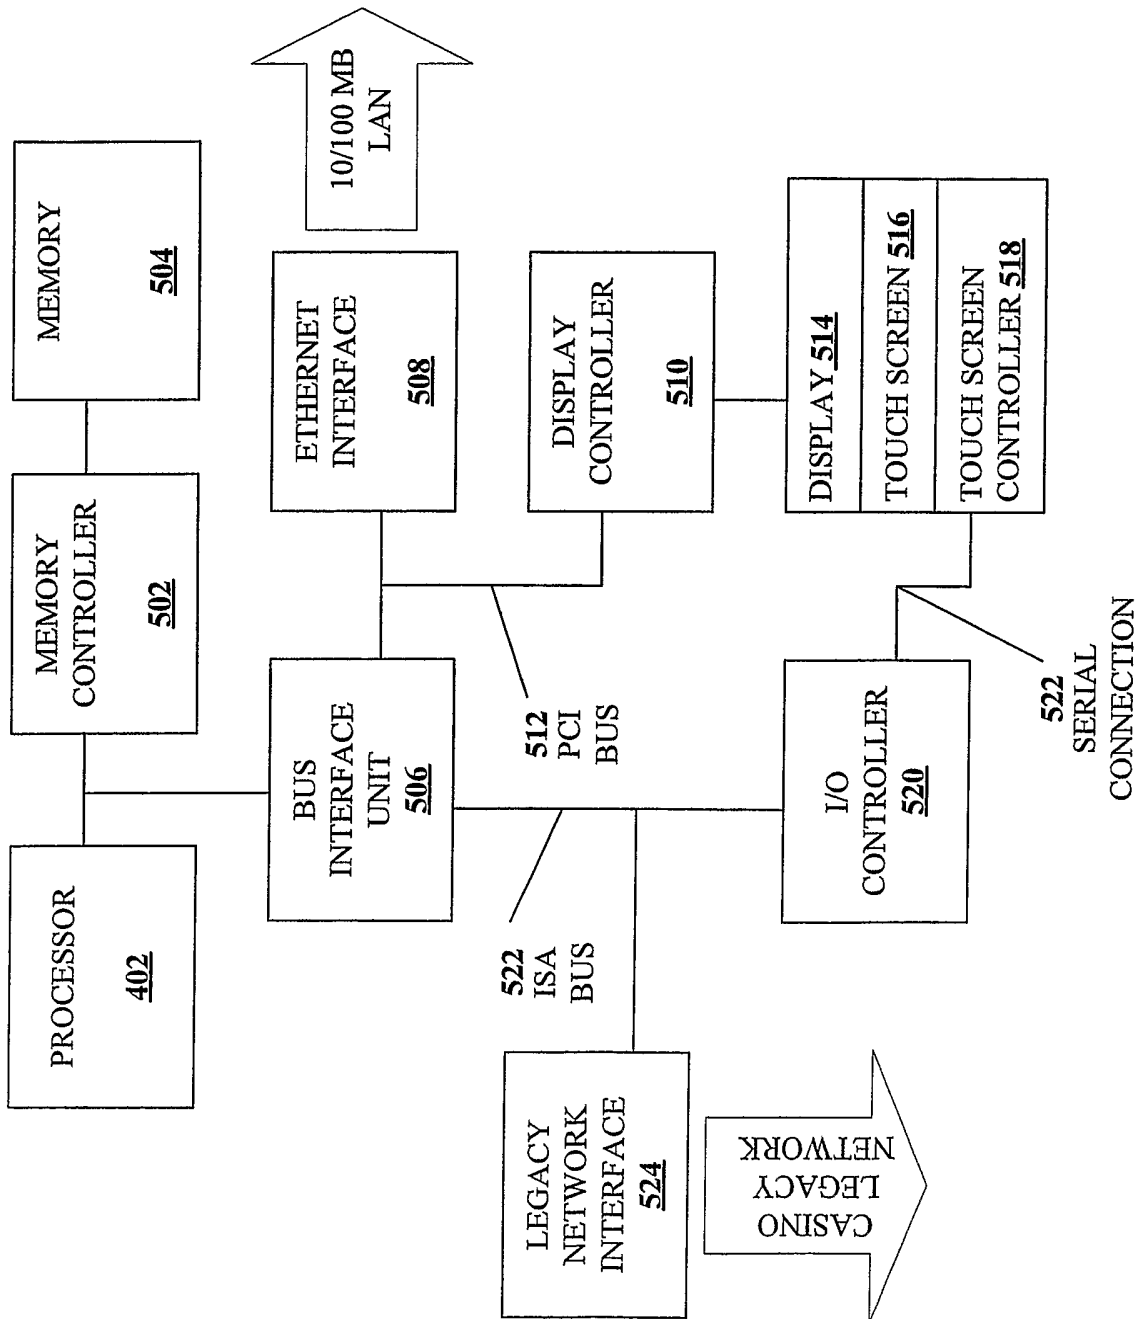 PROCESSOR
402
MEMORY
CONTROLLER
502
MEMORY
504
BUS
INTERFACE
UNIT
506
ETHERNET
INTERFACE
508
10/100 MB
LAN
522
ISA
BUS
512
PCI
BUS
DISPLAY
CONTROLLER
510
LEGACY
NETWORK
INTERFACE
524
CASINO
LEGACY
NETWORK
I/O
CONTROLLER
520
DISPLAY 514
TOUCH SCREEN 516
TOUCH SCREEN
CONTROLLER 518
522
SERIAL
CONNECTION